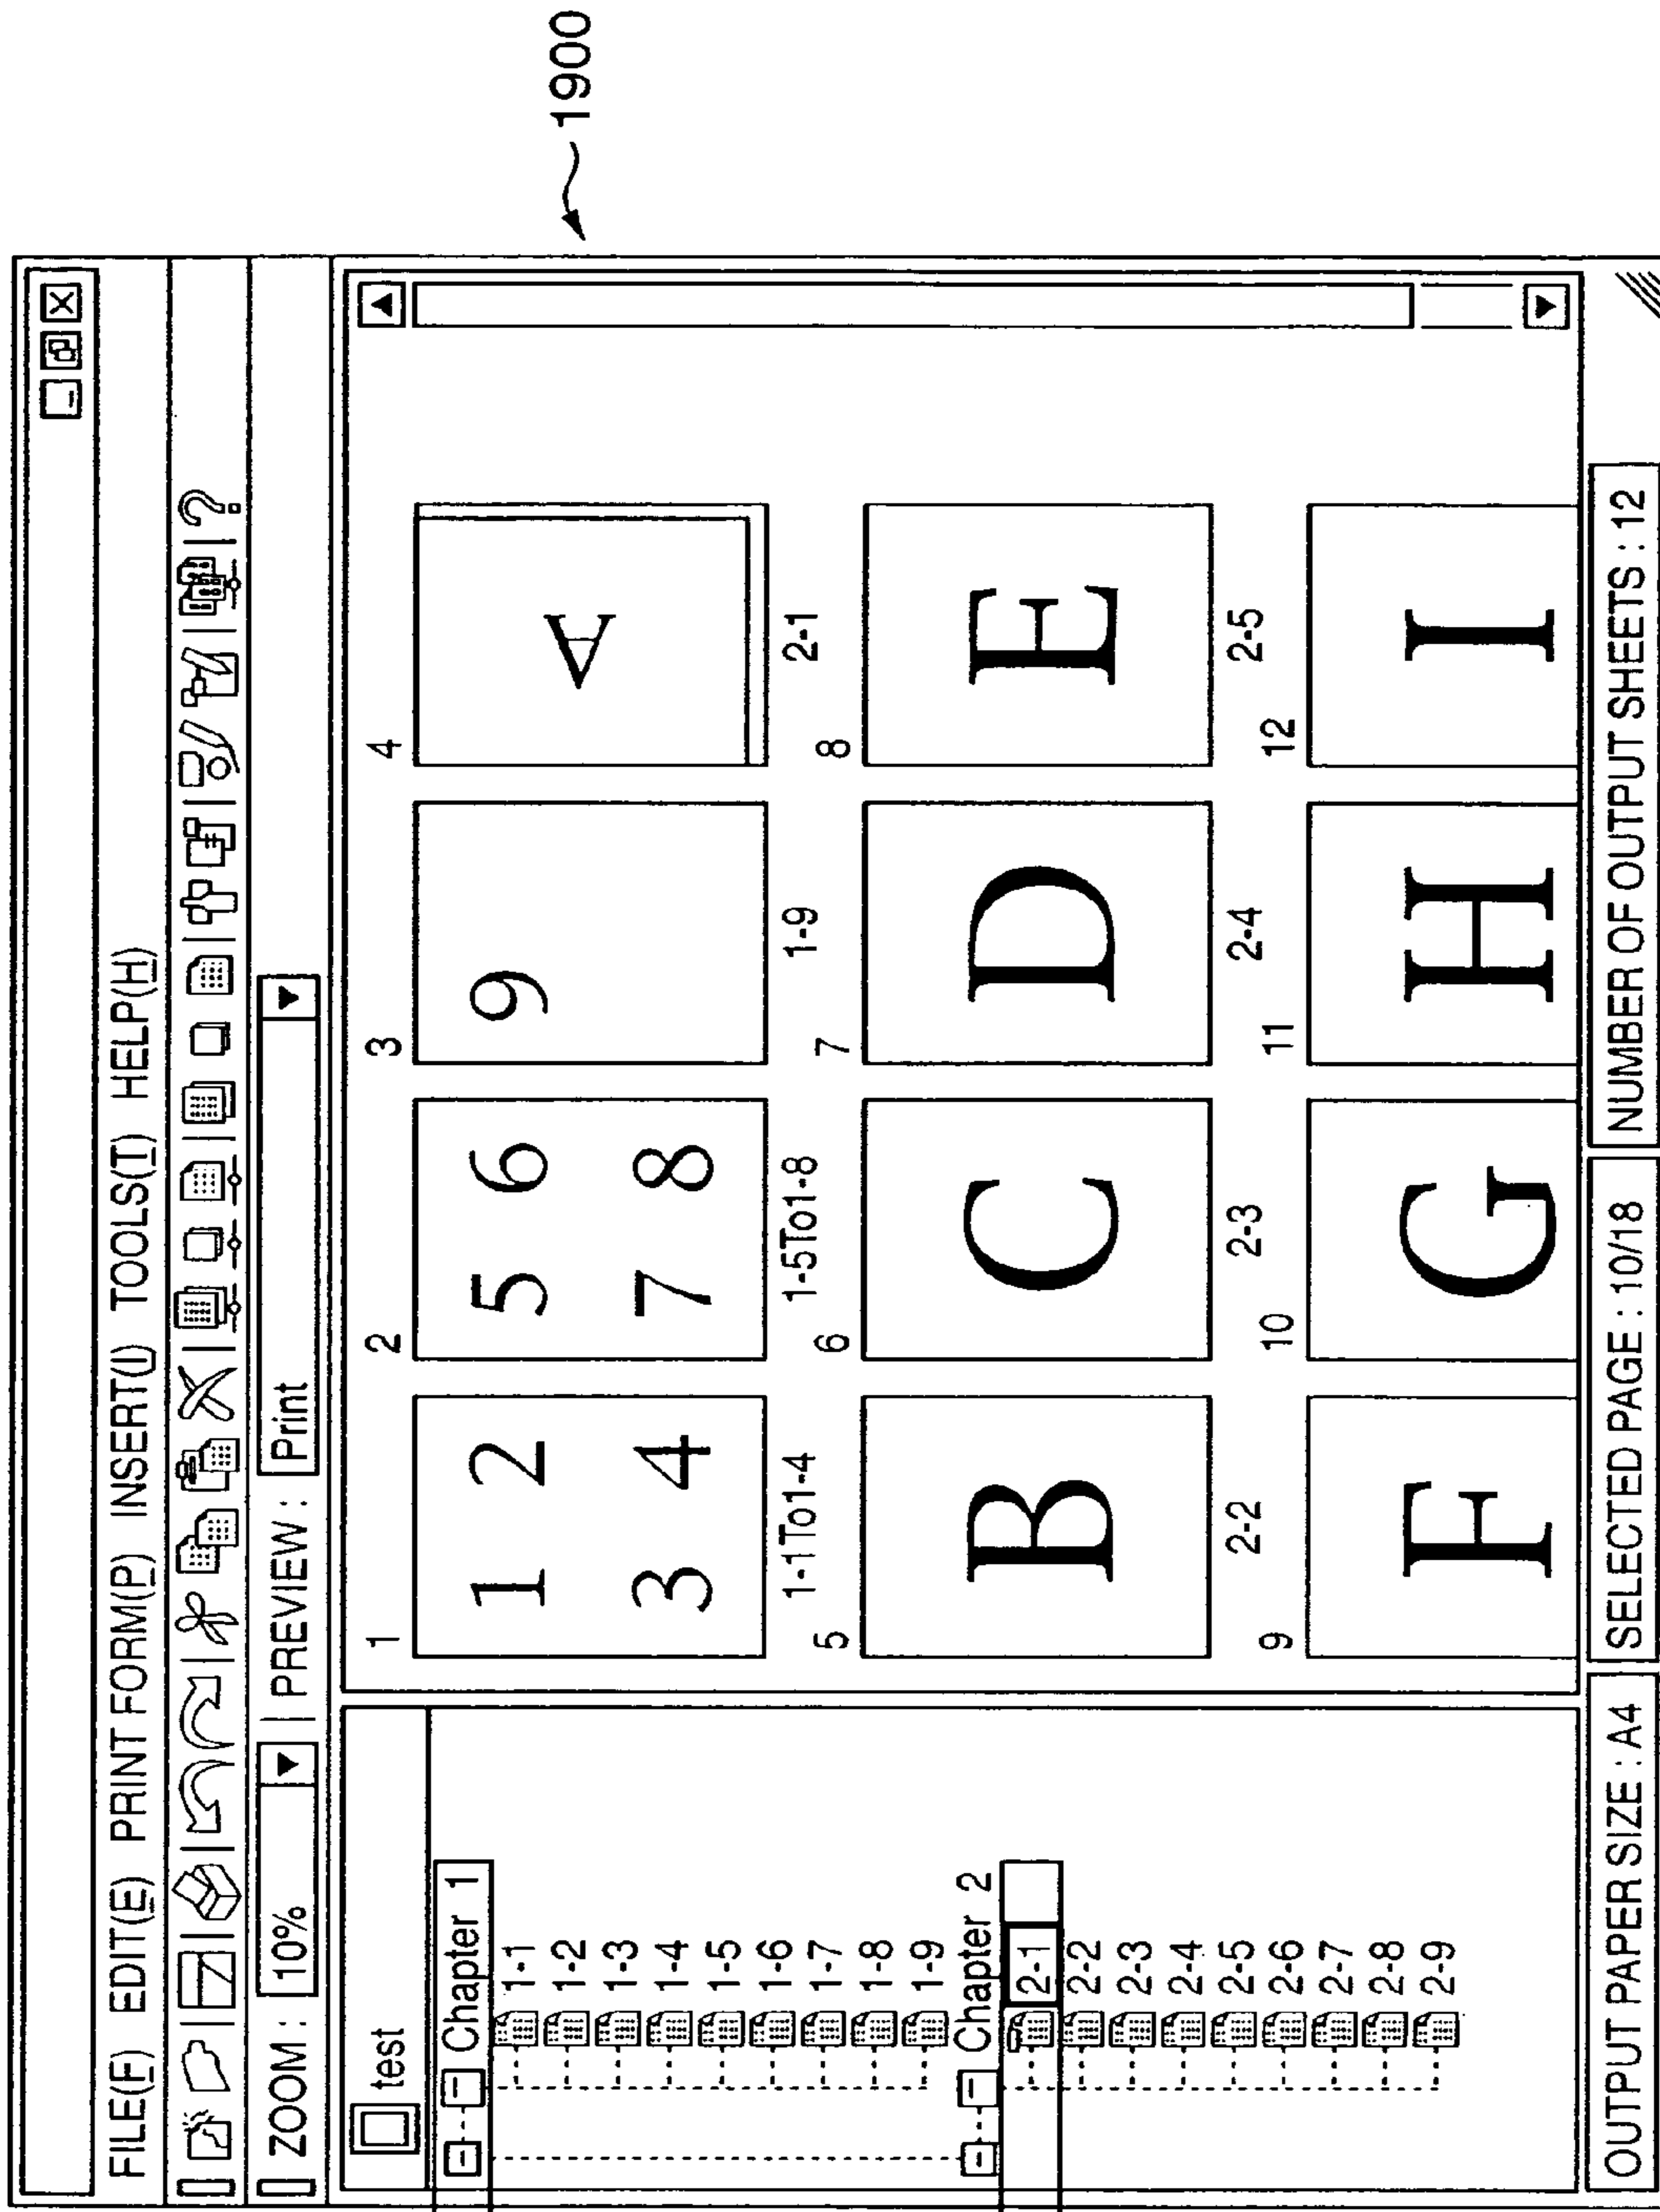 1900
FILE(F) EDIT(E) PRINT FORM(P) INSERT(I) TOOLS(T) HELP(H)
?
ZOOM : 10% PREVIEW : Print
test
Chapter 1
1-1
1-2
1-3
1-4
1-5
1-6
1-7
1-8
1-9
Chapter 2
2-1
2-2
2-3
2-4
2-5
2-6
2-7
2-8
2-9
1 2 3 4
1 2 5 6 9 A
3 4 7 8
1-1To1-4 1-5To1-8 1-9 2-1
5 6 7 8
B C D E
2-2 2-3 2-4 2-5
9 10 11 12
F G H I
OUTPUT PAPER SIZE : A4 SELECTED PAGE : 10/18 NUMBER OF OUTPUT SHEETS : 12